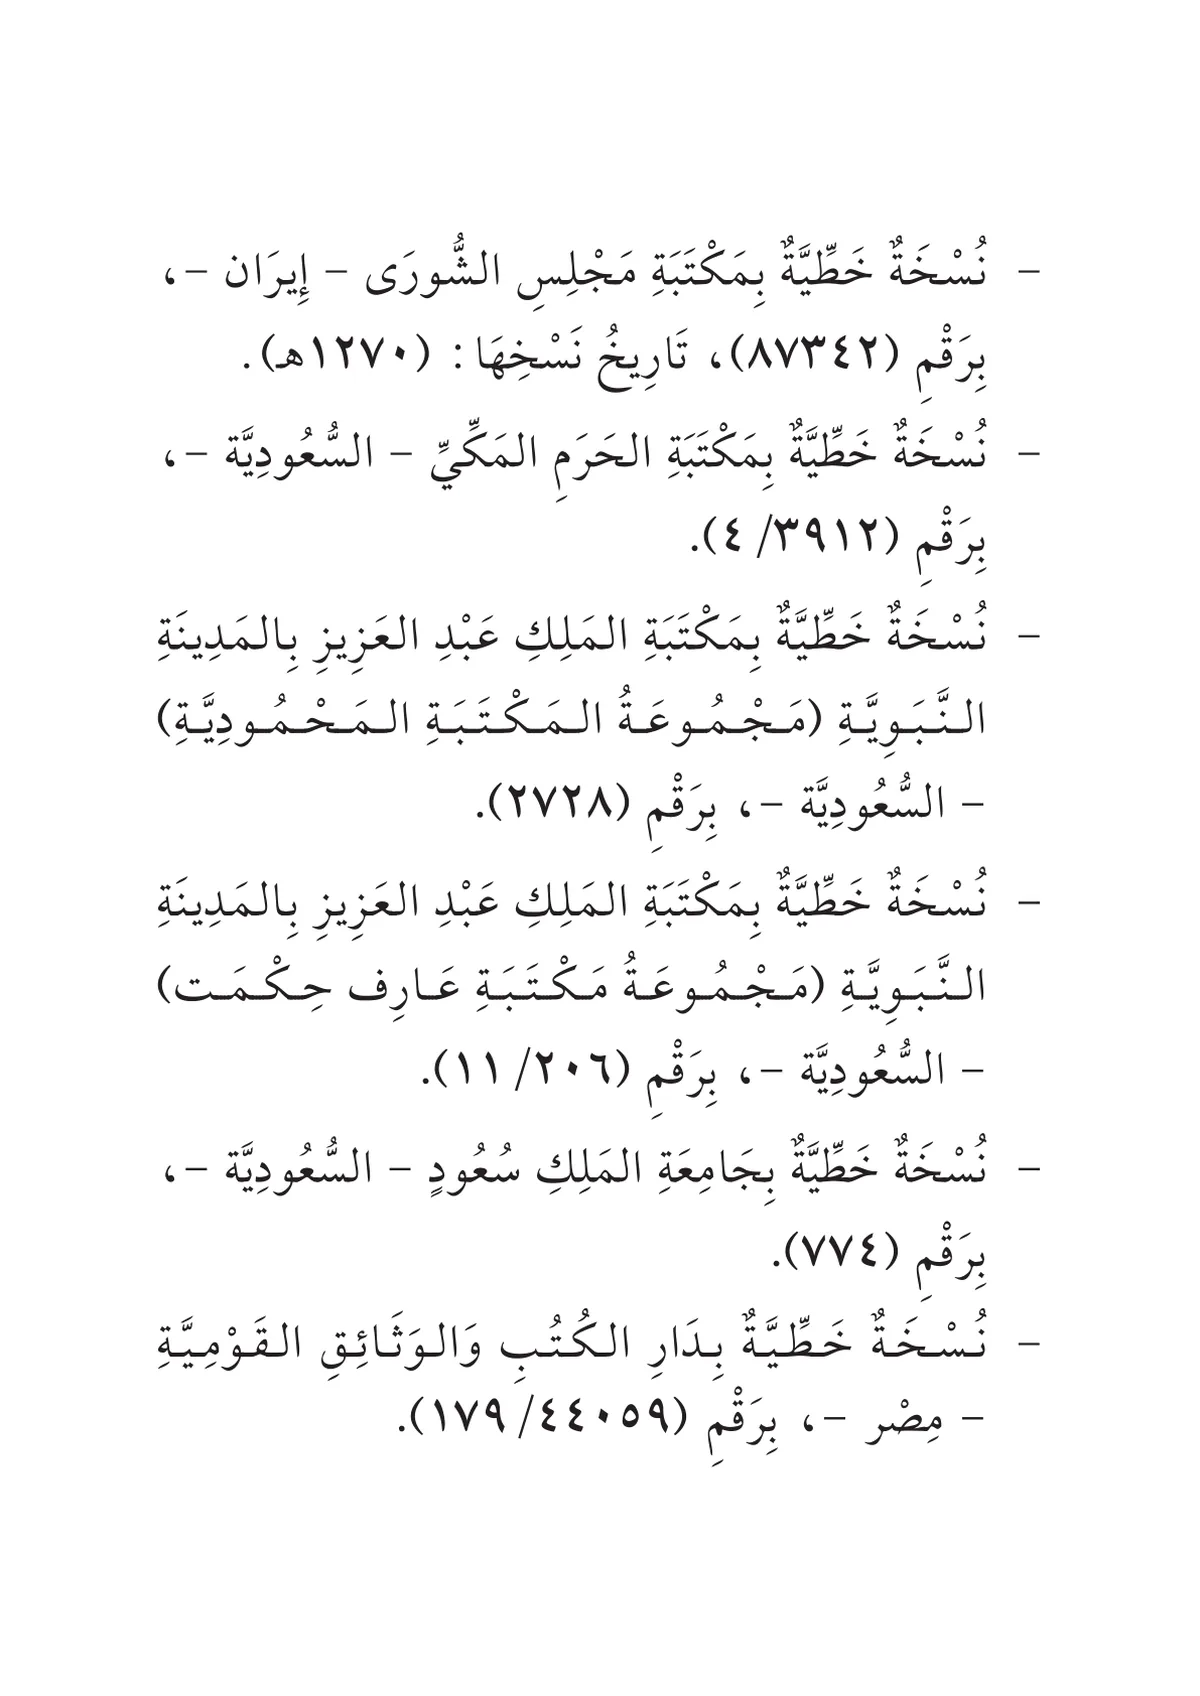 - نُسْخَةٌ خَطِّيَّةٌ بِمَكْتَبَةِ مَجْلِسِ الشُّورَى - إِيرَان -،
بِرَقْمِ (٨٧٣٤٢)، تَارِيخُ نَسْخِهَا: (١٢٧٠هـ).
- نُسْخَةٌ خَطِّيَّةٌ بِمَكْتَبَةِ الحَرَمِ المَكِّيِّ - السُّعُودِيَّة -،
بِرَقْمِ (٣٩١٢/ ٤).
- نُسْخَةٌ خَطِّيَّةٌ بِمَكْتَبَةِ المَلِكِ عَبْدِ العَزِيزِ بِالمَدِينَةِ
النَّبَوِيَّةِ (مَجْمُوعَةُ المَكْتَبَةِ المَحْمُودِيَّةِ)
- السُّعُودِيَّة -، بِرَقْمِ (٢٧٢٨).
- نُسْخَةٌ خَطِّيَّةٌ بِمَكْتَبَةِ المَلِكِ عَبْدِ العَزِيزِ بِالمَدِينَةِ
النَّبَوِيَّةِ (مَجْمُوعَةُ مَكْتَبَةِ عَارِف حِكْمَت)
- السُّعُودِيَّة -، بِرَقْمِ (٢٠٦/ ١١).
- نُسْخَةٌ خَطِّيَّةٌ بِجَامِعَةِ المَلِكِ سُعُودٍ - السُّعُودِيَّة -،
بِرَقْمِ (٧٧٤).
- نُسْخَةٌ خَطِّيَّةٌ بِدَارِ الكُتُبِ وَالوَثَائِقِ القَوْمِيَّةِ
- مِصْر -، بِرَقْمِ (٤٤٠٥٩/ ١٧٩).